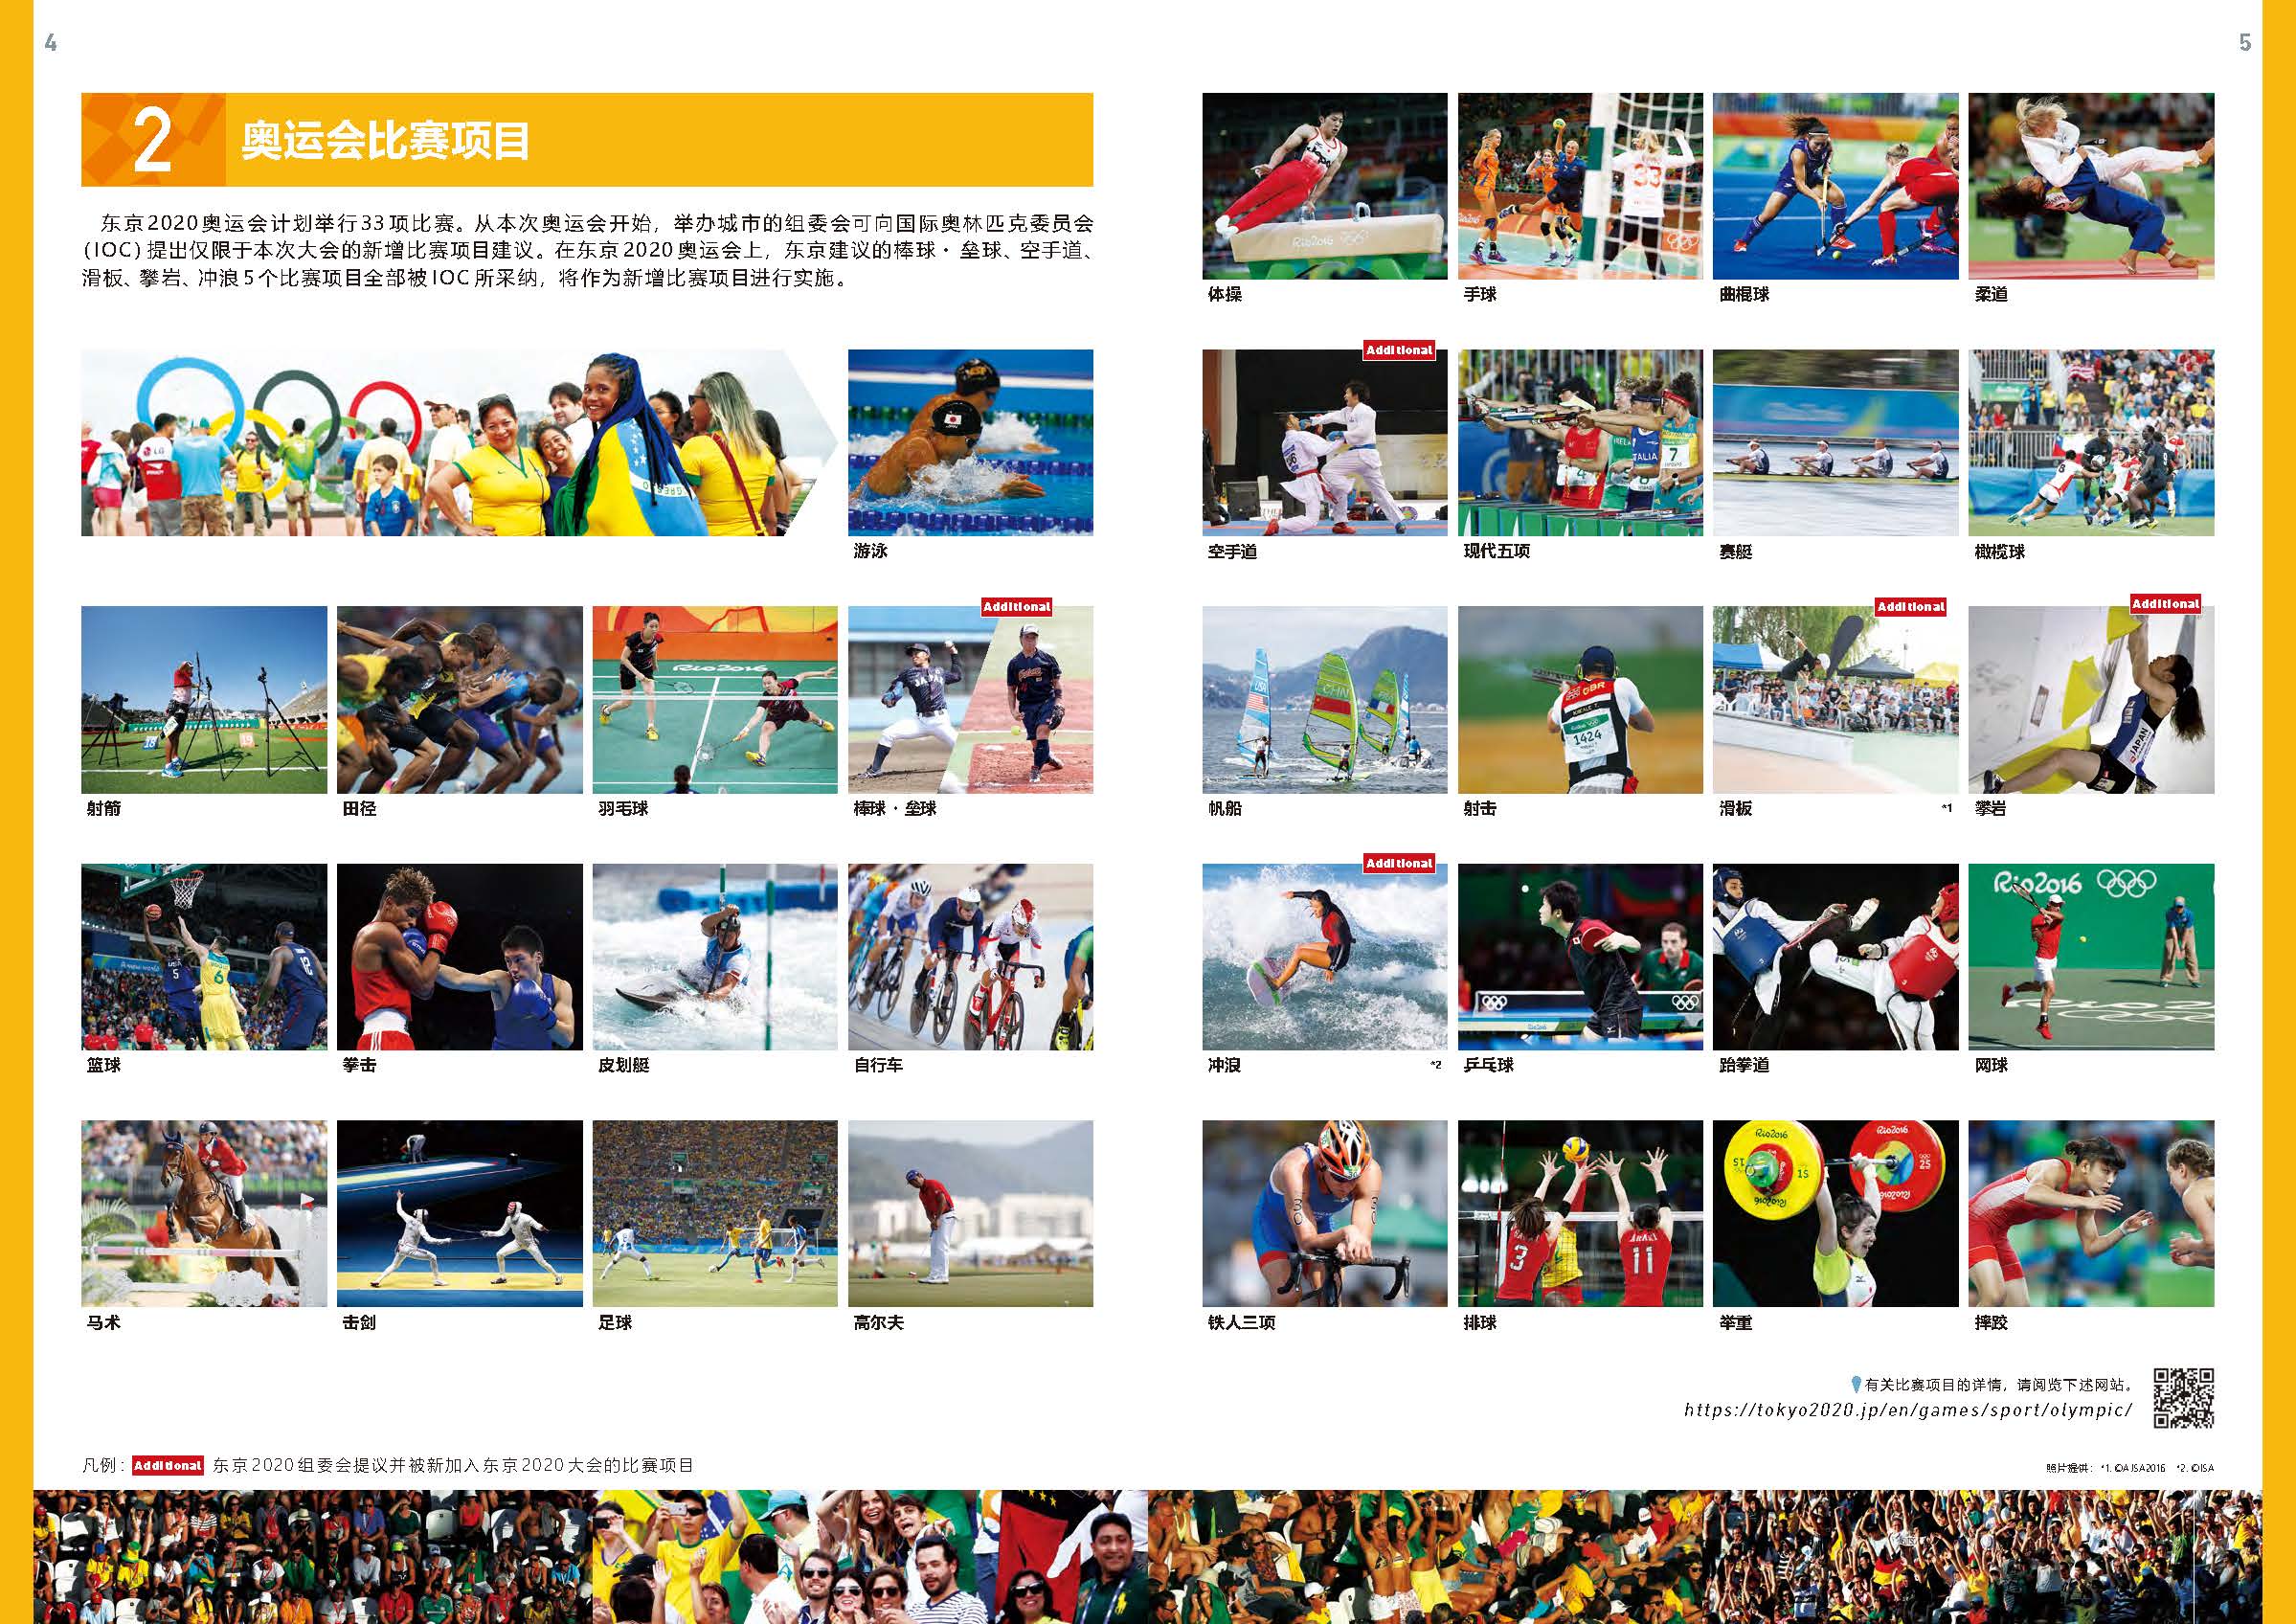 4
5
2
奥运会比赛项目
东京2020奥运会计划举行33项比赛。从本次奥运会开始，举办城市的组委会可向国际奥林匹克委员会
(IOC)提出仅限于本次大会的新增比赛项目建议。在东京2020奥运会上，东京建议的棒球・垒球、空手道、
滑板、攀岩、冲浪5个比赛项目全部被IOC所采纳，将作为新增比赛项目进行实施。
游泳
Additional
射箭
田径
羽毛球
棒球・垒球
篮球
拳击
皮划艇
自行车
马术
击剑
足球
高尔夫
体操
手球
曲棍球
柔道
Additional
空手道
现代五项
赛艇
橄榄球
Additional
Additional
帆船
射击
滑板
*1
攀岩
Additional
Rio2016
冲浪
*2
乒乓球
跆拳道
网球
铁人三项
排球
举重
摔跤
有关比赛项目的详情，请阅览下述网站。
https://tokyo2020.jp/en/games/sport/olympic/
凡例：Additional 东京2020组委会提议并被新加入东京2020大会的比赛项目
照片提供： *1. ©AJSA2016 *2. ©ISA